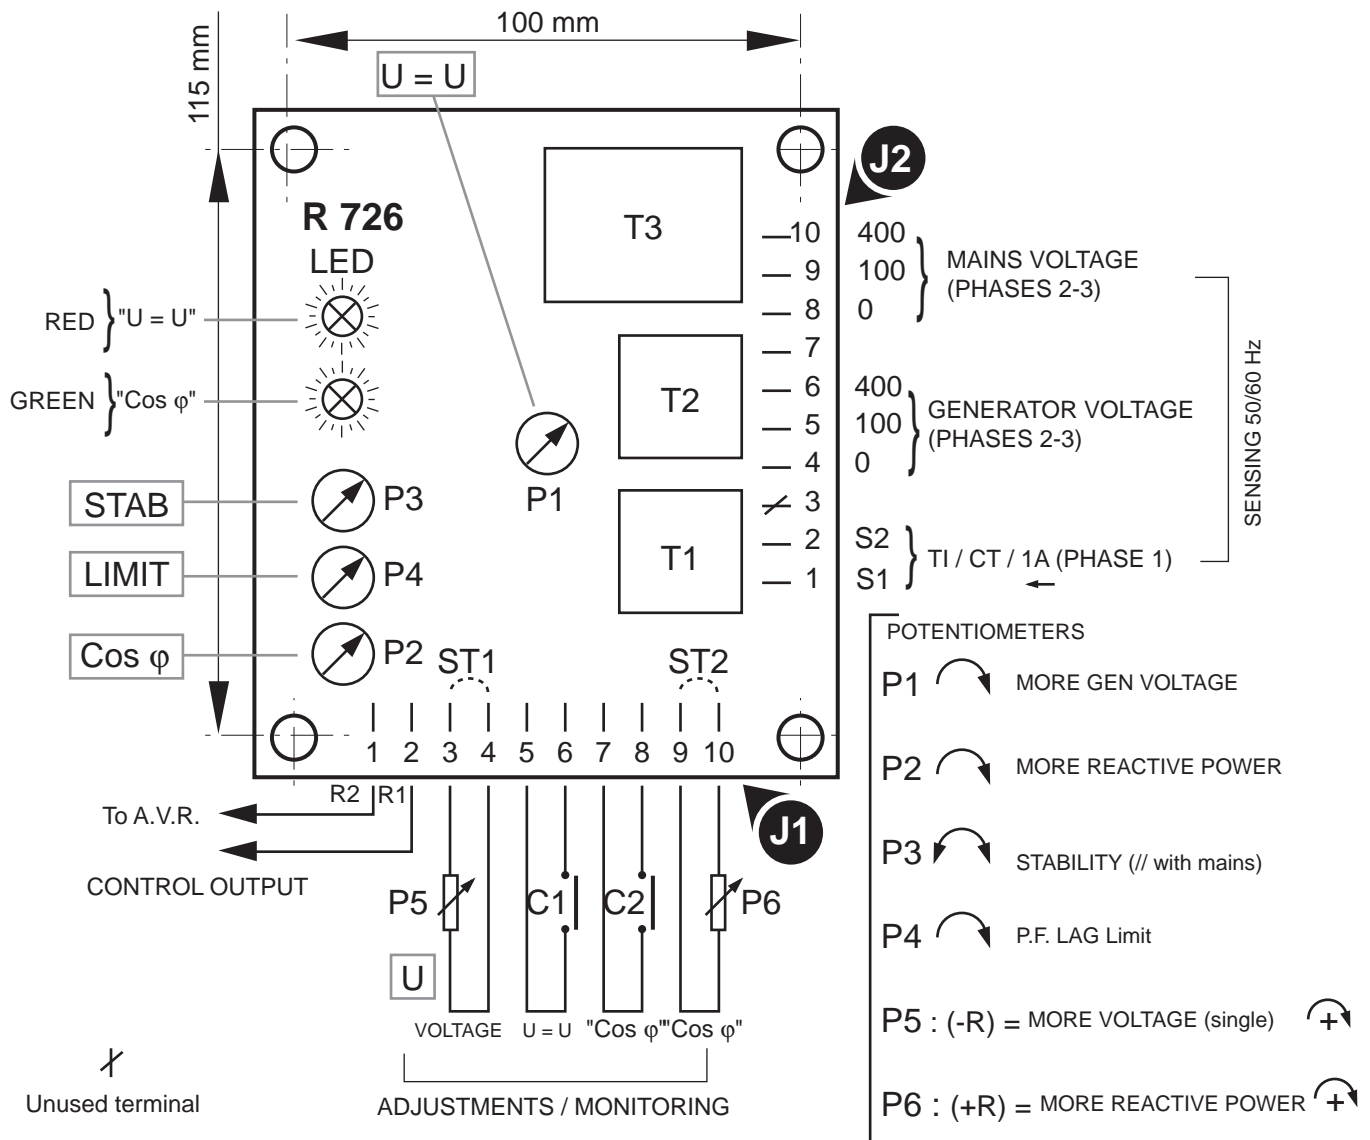 100 mm
115 mm
U = U
J2
R 726
LED
T3
10 400
9 100
8 0
MAINS VOLTAGE
(PHASES 2-3)
RED "U = U"
7
GREEN "Cos φ"
T2
6 400
5 100
4 0
GENERATOR VOLTAGE
(PHASES 2-3)
SENSING 50/60 Hz
P1
STAB
P3
3
T1
2 S2
1 S1
TI / CT / 1A (PHASE 1)
LIMIT
P4
Cos φ
P2
ST1
ST2
1 2 3 4 5 6 7 8 9 10
R2 R1
To A.V.R.
J1
CONTROL OUTPUT
P5
C1
C2
P6
U
VOLTAGE
U = U
"Cos φ"
"Cos φ"
ADJUSTMENTS / MONITORING
Unused terminal
POTENTIOMETERS
P1 MORE GEN VOLTAGE
P2 MORE REACTIVE POWER
P3 STABILITY (// with mains)
P4 P.F. LAG Limit
P5 : (-R) = MORE VOLTAGE (single) +
P6 : (+R) = MORE REACTIVE POWER +